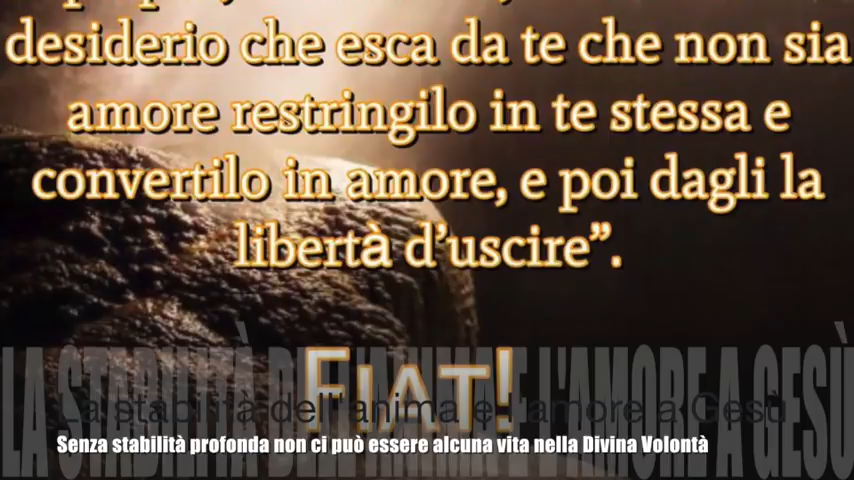 desiderio che esca da te che non sia
amore restringilo in te stessa e
convertilo in amore, e poi dagli la
libertà d’uscire”.
FIAT!
LA STABILITÀ DELL'ANIMA E L'AMORE A GESÙ
La stabilità dell'anima e l'amore a Gesù
Senza stabilità profonda non ci può essere alcuna vita nella Divina Volontà